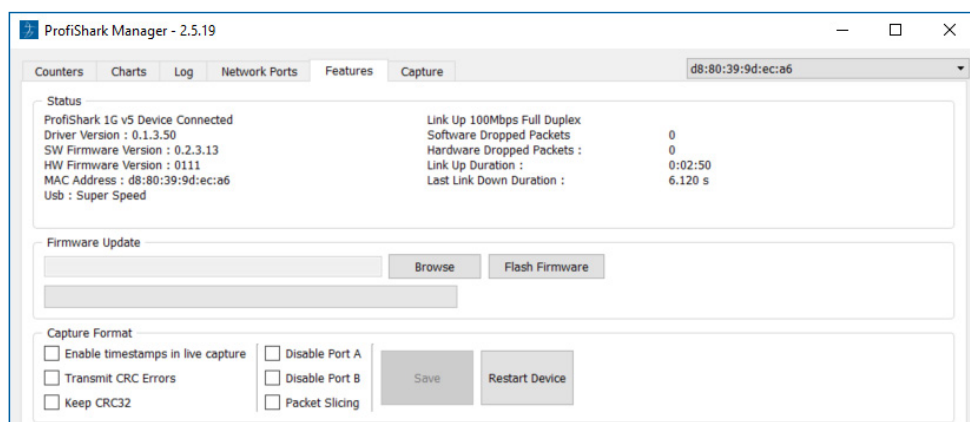 ProfiShark Manager - 2.5.19
Counters Charts Log Network Ports Features Capture d8:80:39:9d:ec:a6
Status
ProfiShark 1G v5 Device Connected Link Up 100Mbps Full Duplex
Driver Version : 0.1.3.50 Software Dropped Packets 0
SW Firmware Version : 0.2.3.13 Hardware Dropped Packets : 0
HW Firmware Version : 0111 Link Up Duration : 0:02:50
MAC Address : d8:80:39:9d:ec:a6 Last Link Down Duration : 6.120 s
Usb : Super Speed
Firmware Update
Browse Flash Firmware
Capture Format
Enable timestamps in live capture Disable Port A
Transmit CRC Errors Disable Port B Save Restart Device
Keep CRC32 Packet Slicing